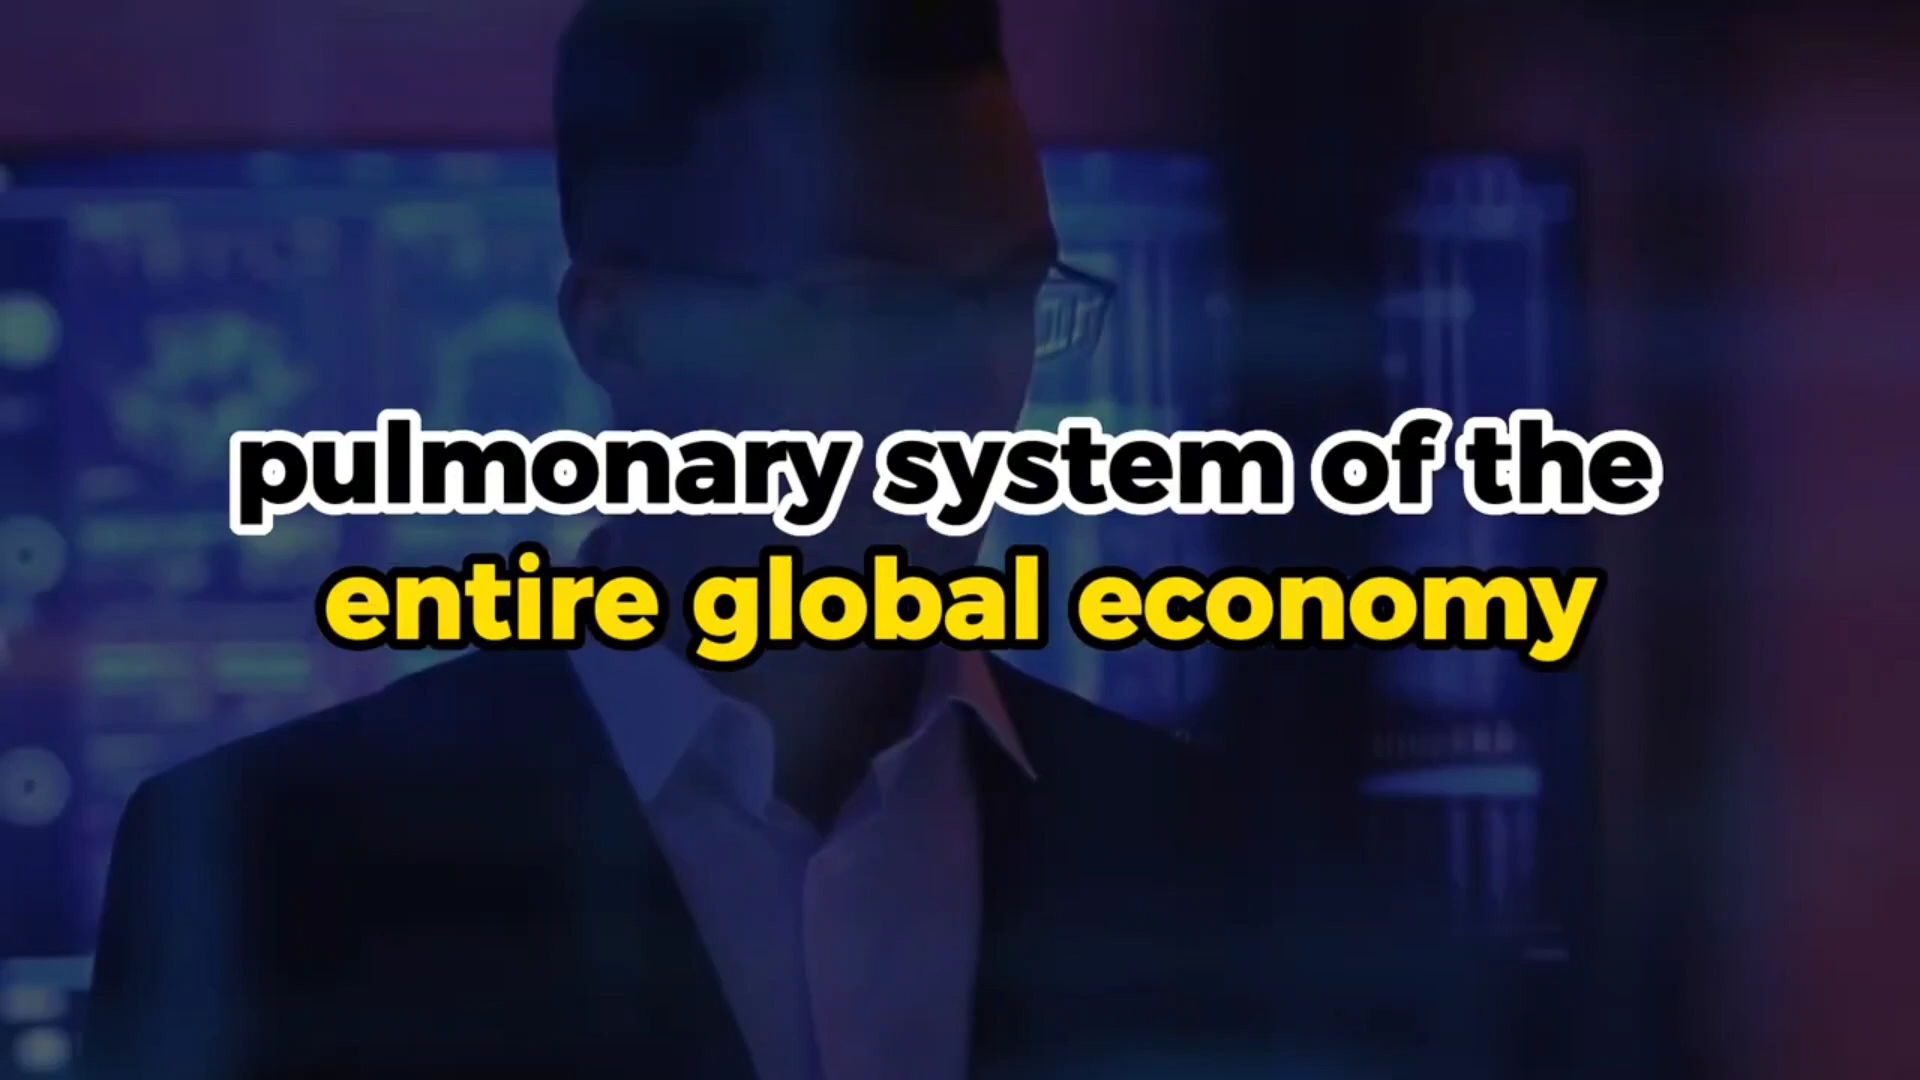 pulmonary system of the
entire global economy